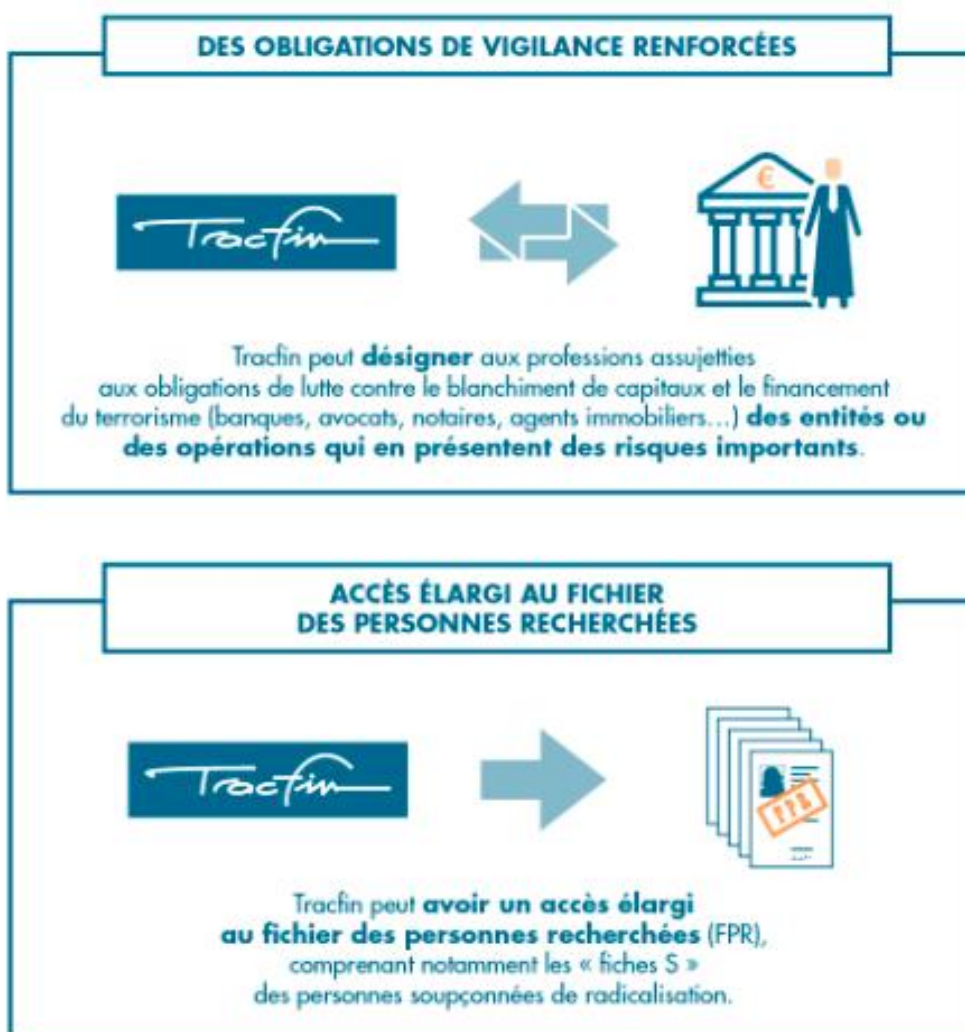 DES OBLIGATIONS DE VIGILANCE RENFORCÉES
Tracfin
€
Tracfin peut désigner aux professions assujetties
aux obligations de lutte contre le blanchiment de capitaux et le financement
du terrorisme (banques, avocats, notaires, agents immobiliers...) des entités ou
des opérations qui en présentent des risques importants.
ACCÈS ÉLARGI AU FICHIER
DES PERSONNES RECHERCHÉES
Tracfin
FPR
Tracfin peut avoir un accès élargi
au fichier des personnes recherchées (FPR),
comprenant notamment les « fiches S »
des personnes soupçonnées de radicalisation.